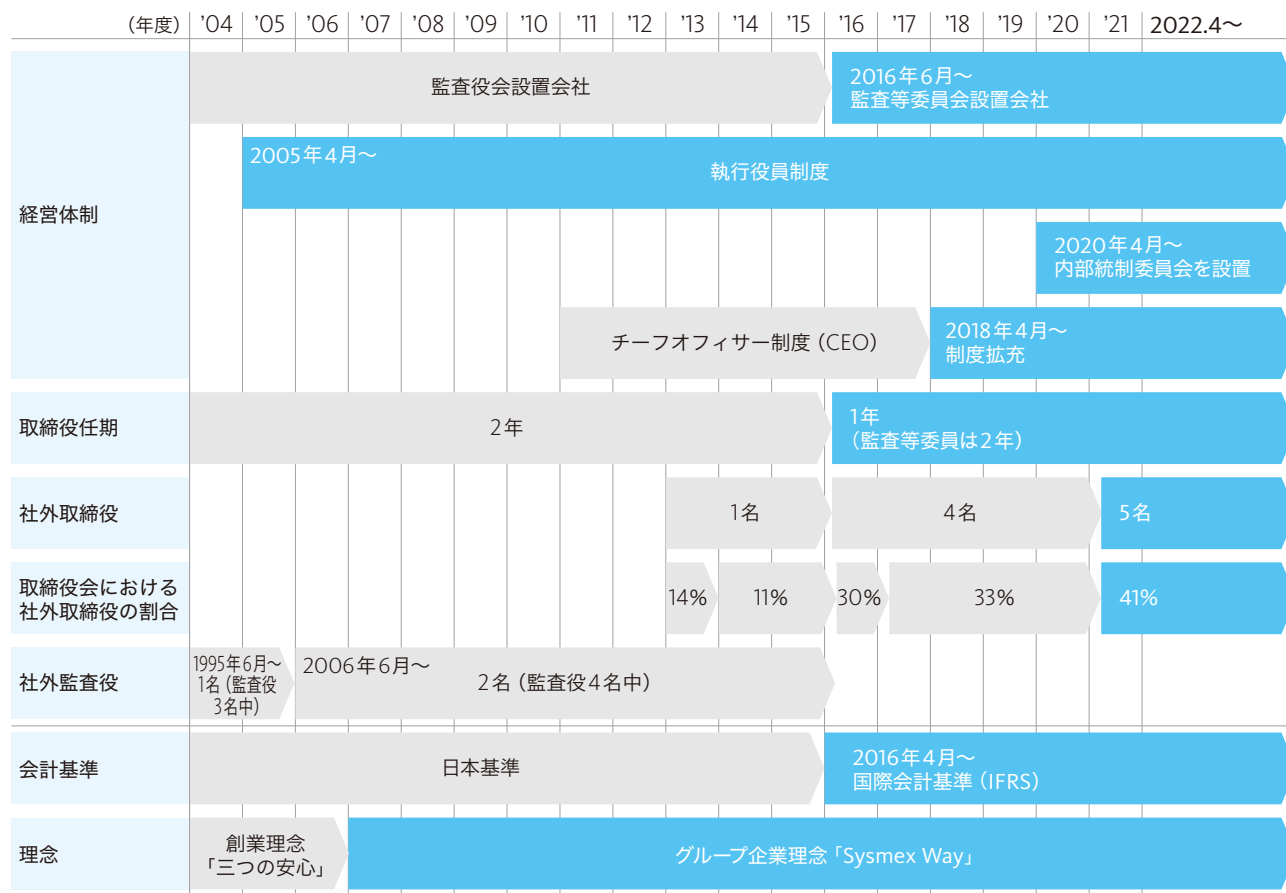 (年度) '04 '05 '06 '07 '08 '09 '10 '11 '12 '13 '14 '15 '16 '17 '18 '19 '20 '21 2022.4〜
経営体制
監査役会設置会社
2016年6月〜
監査等委員会設置会社
2005年4月〜
執行役員制度
2020年4月〜
内部統制委員会を設置
チーフオフィサー制度(CEO)
2018年4月〜
制度拡充
取締役任期
2年
1年
(監査等委員は2年)
社外取締役
1名
4名
5名
取締役会における
社外取締役の割合
14%
11%
30%
33%
41%
社外監査役
1995年6月〜
1名(監査役
3名中)
2006年6月〜
2名(監査役4名中)
会計基準
日本基準
2016年4月〜
国際会計基準(IFRS)
理念
創業理念
「三つの安心」
グループ企業理念「Sysmex Way」